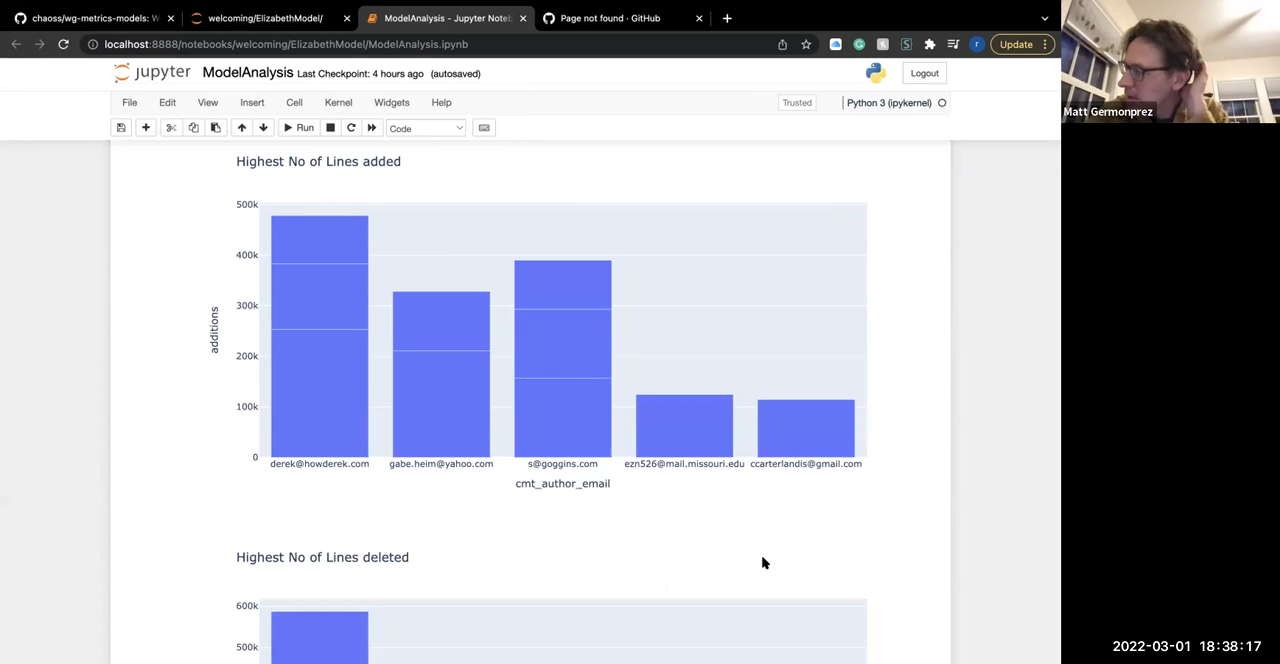 chaoss/wg-metrics-models: W
welcoming/ElizabethModel/
ModelAnalysis - Jupyter Noteb
Page not found · GitHub
localhost:8888/notebooks/welcoming/ElizabethModel/ModelAnalysis.ipynb
r
Update
jupyter ModelAnalysis Last Checkpoint: 4 hours ago (autosaved)
Logout
File Edit View Insert Cell Kernel Widgets Help
Trusted
Python 3 (ipykernel)
Run
Code
Matt Germonprez
Highest No of Lines added
500k
400k
300k
200k
100k
0
additions
derek@howderek.com gabe.heim@yahoo.com s@goggins.com ezn526@mail.missouri.edu ccarterlandis@gmail.com
cmt_author_email
Highest No of Lines deleted
600k
500k
2022-03-01 18:38:17